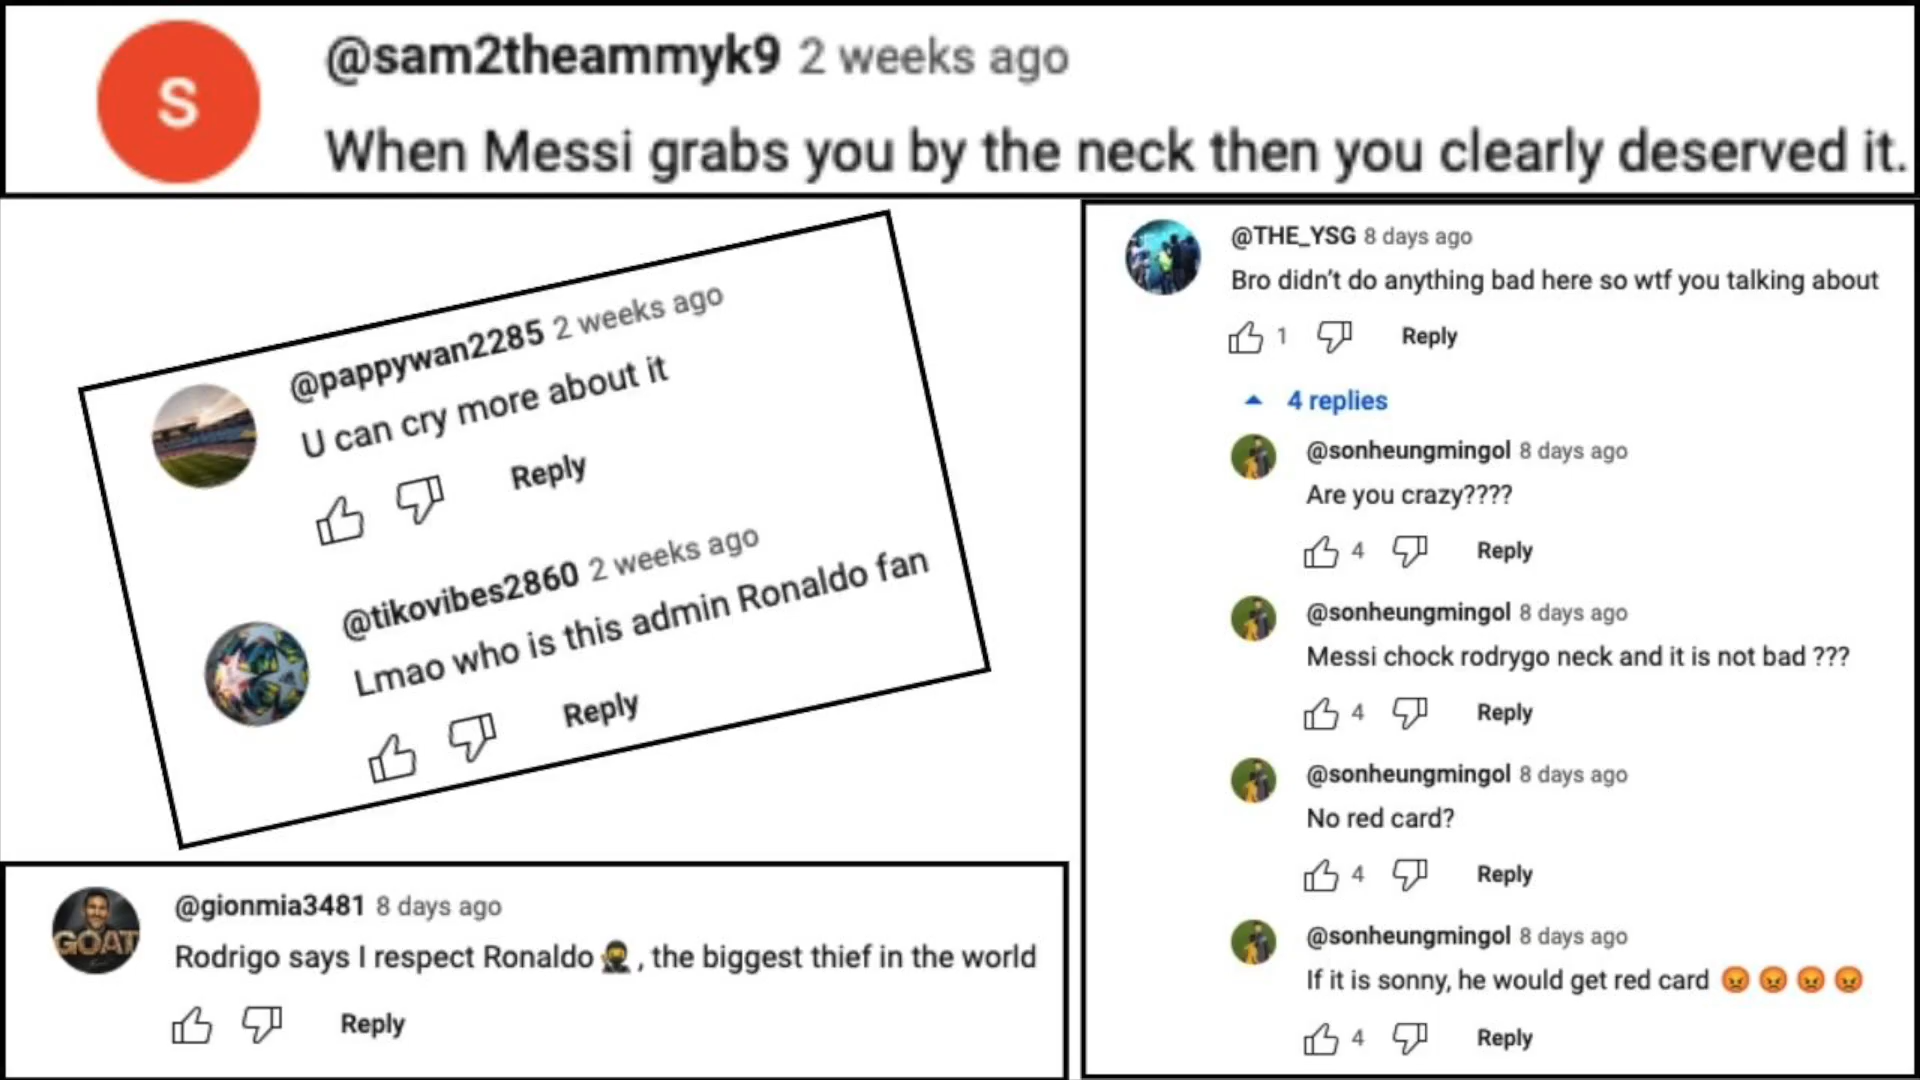 S
@sam2theammyk9 2 weeks ago
When Messi grabs you by the neck then you clearly deserved it.
@pappywan2285 2 weeks ago
U can cry more about it
Reply
@tikovibes2860 2 weeks ago
Lmao who is this admin Ronaldo fan
Reply
GOAT
@gionmia3481 8 days ago
Rodrigo says I respect Ronaldo🥷, the biggest thief in the world
Reply
@THE_YSG 8 days ago
Bro didn't do anything bad here so wtf you talking about
1 Reply
4 replies
@sonheungmingol 8 days ago
Are you crazy????
4 Reply
@sonheungmingol 8 days ago
Messi chock rodrygo neck and it is not bad ???
4 Reply
@sonheungmingol 8 days ago
No red card?
4 Reply
@sonheungmingol 8 days ago
If it is sonny, he would get red card 😡 😡 😡 😡
4 Reply